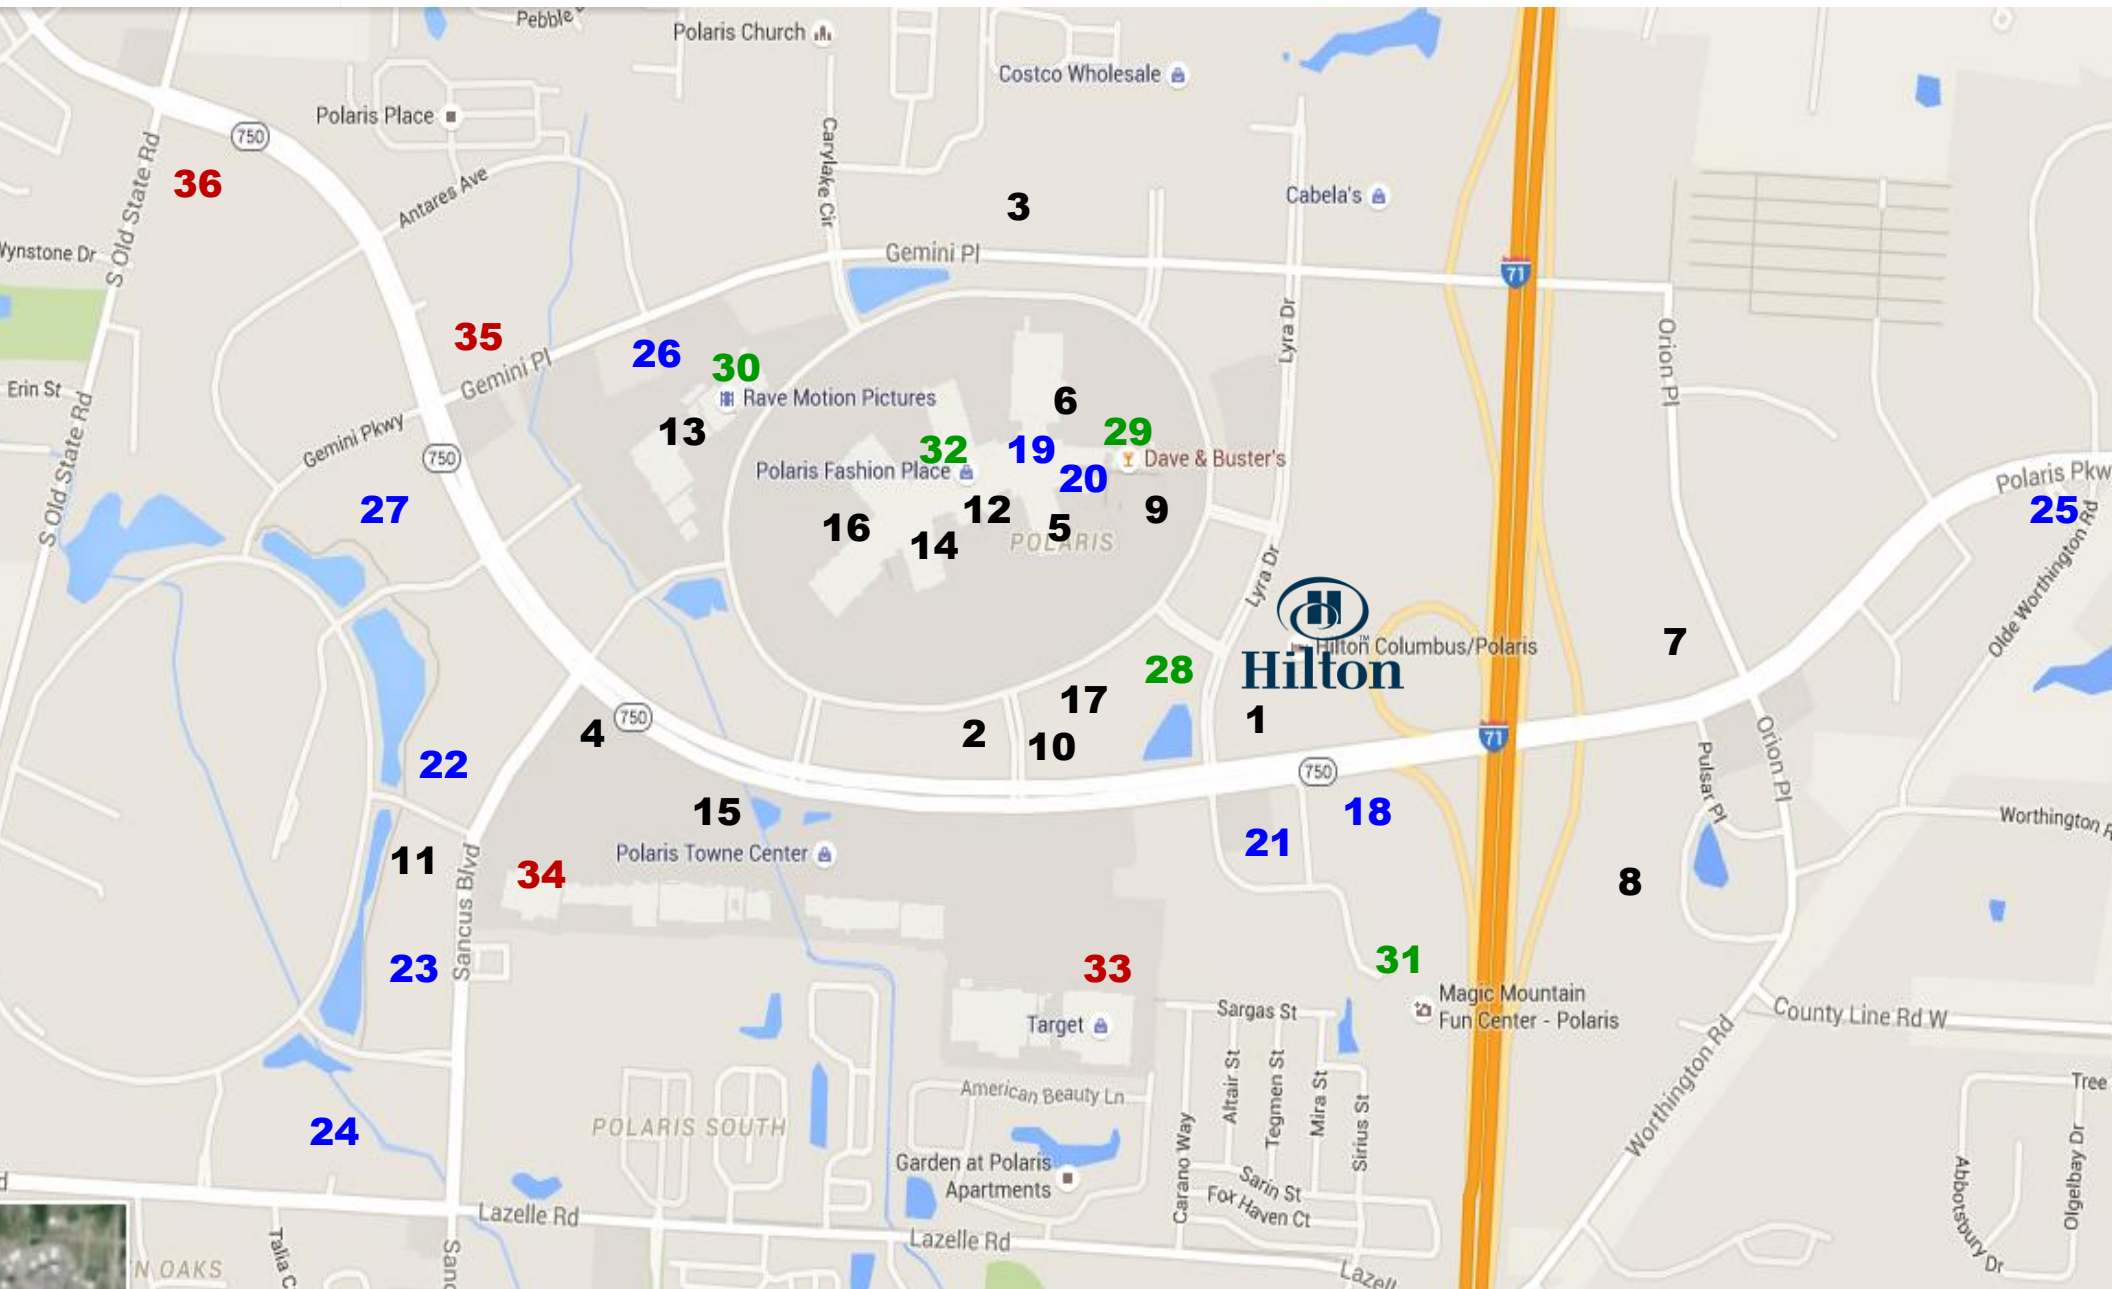 Pebble
Polaris Church
Costco Wholesale
Polaris Place
750
36
S Old State Rd
Antares Ave
Carylake Cir
3
Cabela's
Wynstone Dr
Gemini Pl
71
Lyra Dr
Orion Pl
35
Gemini Pl
26
30
Rave Motion Pictures
6
Erin St
S Old State Rd
Gemini Pkwy
13
32
19
29
Dave & Buster's
750
Polaris Fashion Place
20
Polaris Pkw
27
16
12
5
9
25
14
POLARIS
Lyra Dr
Olde Worthington Rd
Hilton Columbus/Polaris
Hilton
TM
7
28
17
4
750
2
10
1
71
22
750
Orion Pl
Pulsar Pl
15
18
Worthington R
21
Polaris Towne Center
11
34
8
Sancus Blvd
23
33
31
Magic Mountain
Fun Center - Polaris
Sargas St
Target
County Line Rd W
Worthington Rd
Altair St
Tegmen St
Mira St
Sirius St
American Beauty Ln
Tree
24
POLARIS SOUTH
Carano Way
Garden at Polaris
Apartments
Sarin St
Fox Haven Ct
Abbotsbury Dr
Olgelbay Dr
d
Lazelle Rd
Lazelle Rd
Lazell
N OAKS
Talia C
Sanc